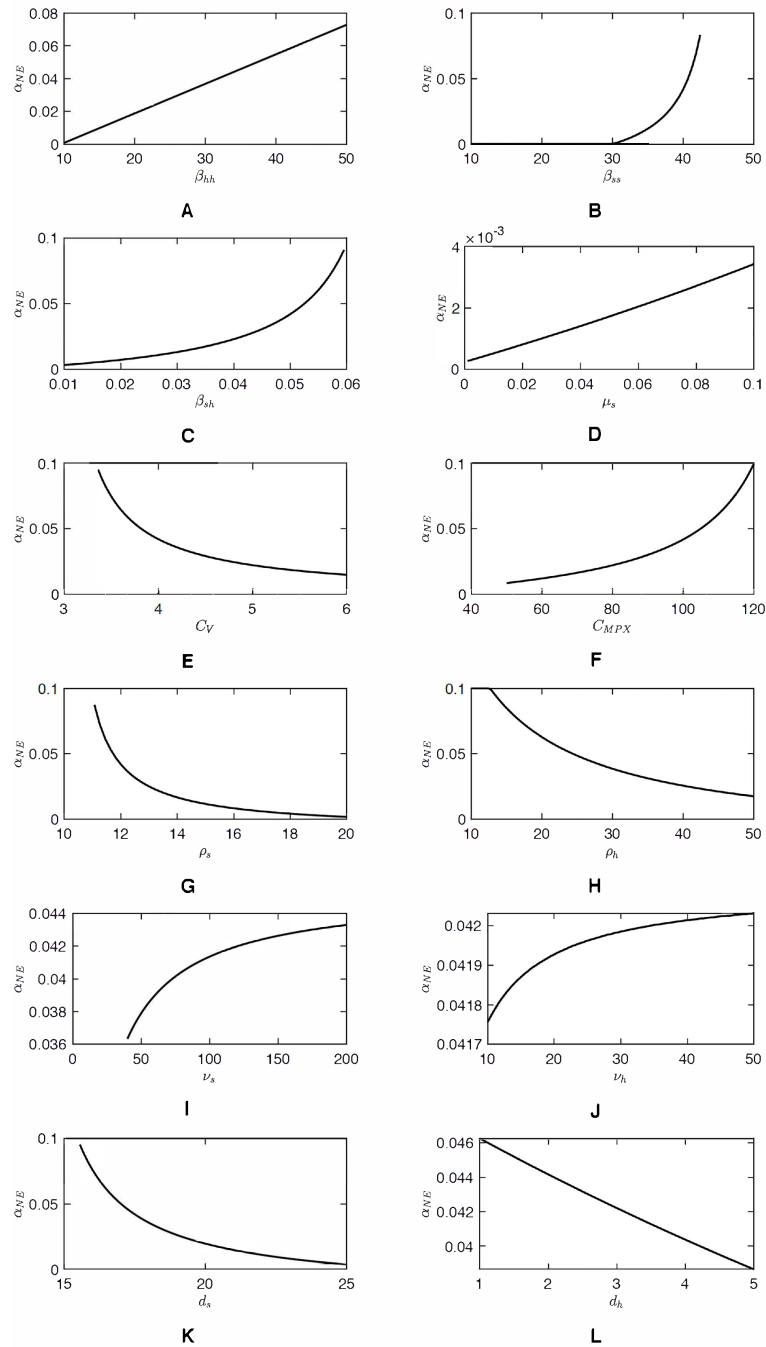 0.08
0.06
0.04
0.02
0
α_NE
10 20 30 40 50
β_hh
A
0.1
0.05
0
α_NE
10 20 30 40 50
β_ss
B
0.1
0.05
0
α_NE
0.01 0.02 0.03 0.04 0.05 0.06
β_sh
C
4 ×10^-3
2
0
α_NE
0 0.02 0.04 0.06 0.08 0.1
μ_s
D
0.1
0.05
0
α_NE
3 4 5 6
C_V
E
0.1
0.05
0
α_NE
40 60 80 100 120
C_MPX
F
0.1
0.05
0
α_NE
10 12 14 16 18 20
ρ_s
G
0.1
0.05
0
α_NE
10 20 30 40 50
ρ_h
H
0.044
0.042
0.04
0.038
0.036
α_NE
0 50 100 150 200
ν_s
I
0.042
0.0419
0.0418
0.0417
α_NE
10 20 30 40 50
ν_h
J
0.1
0.05
0
α_NE
15 20 25
d_s
K
0.046
0.044
0.042
0.04
α_NE
1 2 3 4 5
d_h
L